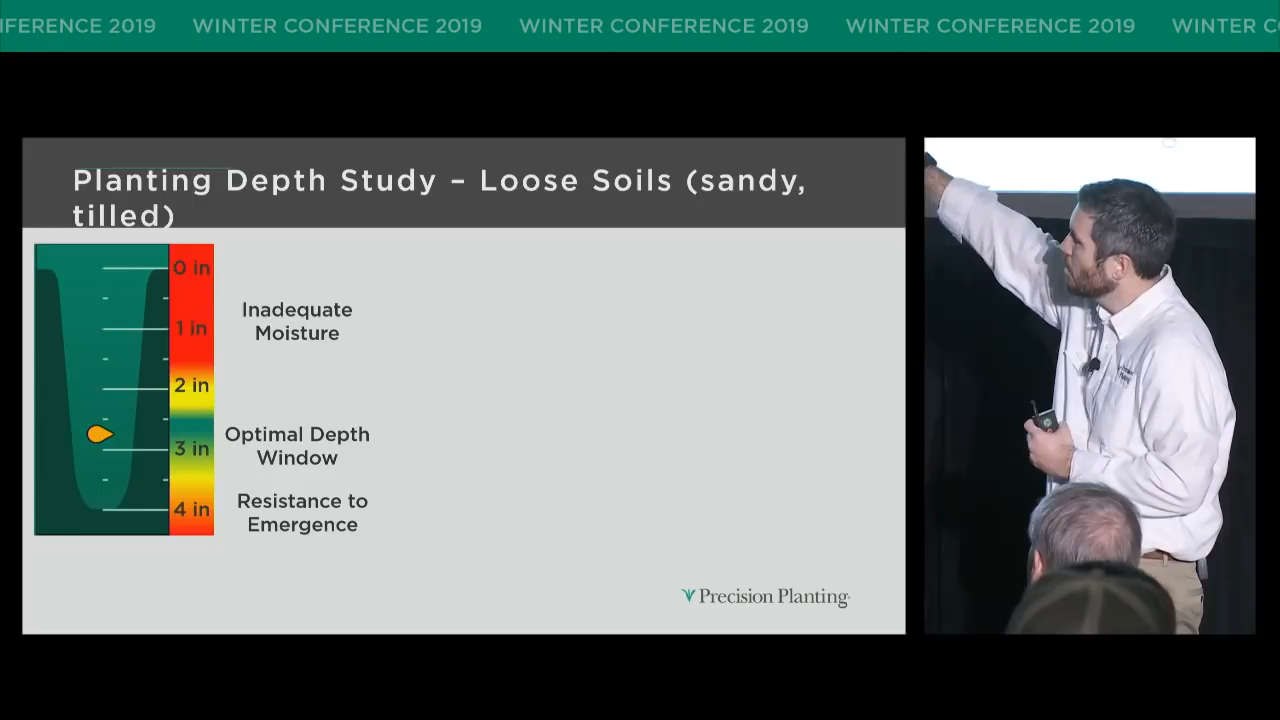 IFERENCE 2019 WINTER CONFERENCE 2019 WINTER CONFERENCE 2019 WINTER CONFERENCE 2019 WINTER C
Planting Depth Study – Loose Soils (sandy,
tilled)
0 in
1 in
2 in
3 in
4 in
Inadequate
Moisture
Optimal Depth
Window
Resistance to
Emergence
Precision Planting